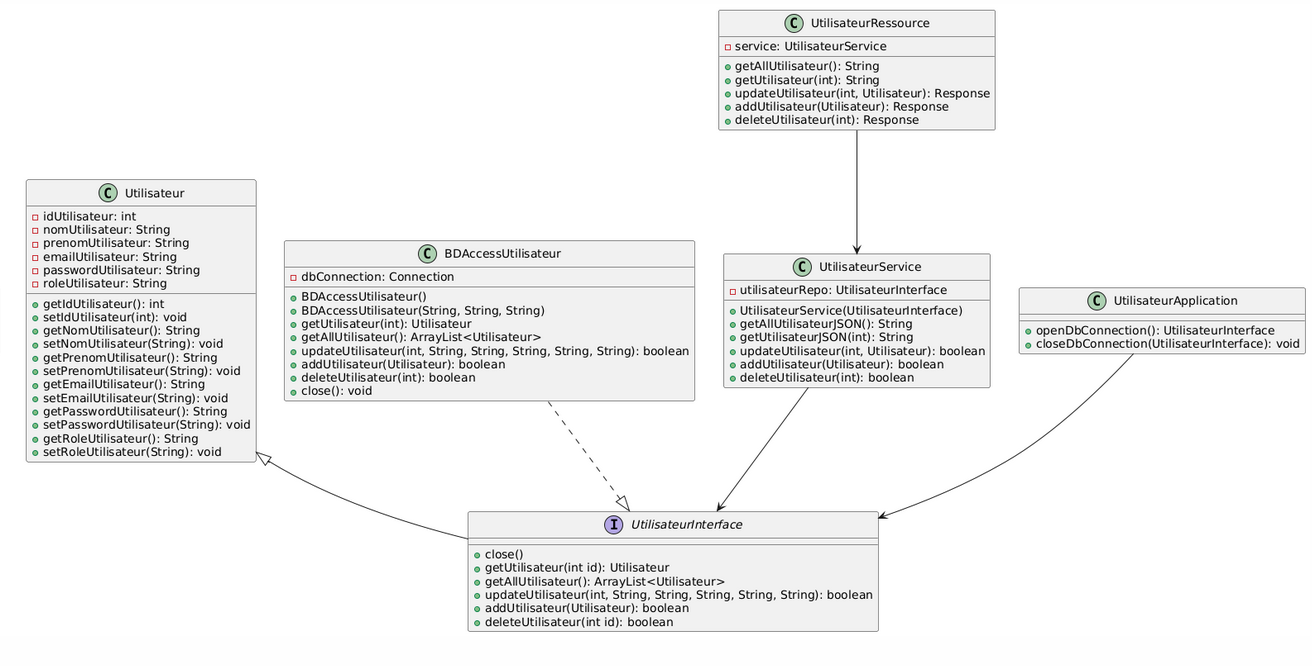 C UtilisateurRessource
service: UtilisateurService
getAllUtilisateur(): String
getUtilisateur(int): String
updateUtilisateur(int, Utilisateur): Response
addUtilisateur(Utilisateur): Response
deleteUtilisateur(int): Response
C Utilisateur
idUtilisateur: int
nomUtilisateur: String
prenomUtilisateur: String
emailUtilisateur: String
passwordUtilisateur: String
roleUtilisateur: String
getIdUtilisateur(): int
setIdUtilisateur(int): void
getNomUtilisateur(): String
setNomUtilisateur(String): void
getPrenomUtilisateur(): String
setPrenomUtilisateur(String): void
getEmailUtilisateur(): String
setEmailUtilisateur(String): void
getPasswordUtilisateur(): String
setPasswordUtilisateur(String): void
getRoleUtilisateur(): String
setRoleUtilisateur(String): void
C BDAccessUtilisateur
dbConnection: Connection
BDAccessUtilisateur()
BDAccessUtilisateur(String, String, String)
getUtilisateur(int): Utilisateur
getAllUtilisateur(): ArrayList<Utilisateur>
updateUtilisateur(int, String, String, String, String, String): boolean
addUtilisateur(Utilisateur): boolean
deleteUtilisateur(int): boolean
close(): void
C UtilisateurService
utilisateurRepo: UtilisateurInterface
UtilisateurService(UtilisateurInterface)
getAllUtilisateurJSON(): String
getUtilisateurJSON(int): String
updateUtilisateur(int, Utilisateur): boolean
addUtilisateur(Utilisateur): boolean
deleteUtilisateur(int): boolean
C UtilisateurApplication
openDbConnection(): UtilisateurInterface
closeDbConnection(UtilisateurInterface): void
I UtilisateurInterface
close()
getUtilisateur(int id): Utilisateur
getAllUtilisateur(): ArrayList<Utilisateur>
updateUtilisateur(int, String, String, String, String, String): boolean
addUtilisateur(Utilisateur): boolean
deleteUtilisateur(int id): boolean